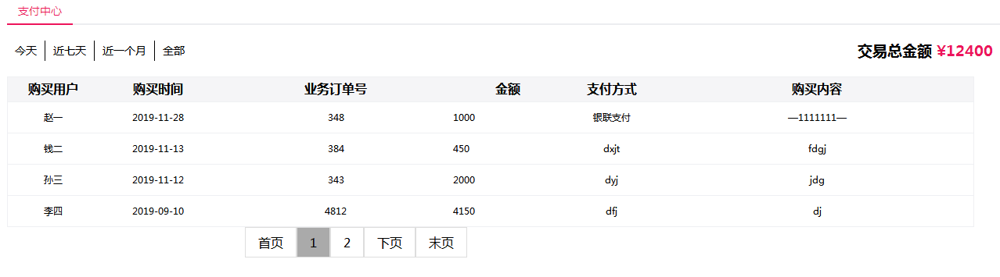 支付中心
今天 近七天 近一个月 全部 交易总金额 ¥12400
购买用户 购买时间 业务订单号 金额 支付方式 购买内容
赵一 2019-11-28 348 1000 银联支付 —1111111—
钱二 2019-11-13 384 450 dxjt fdgj
孙三 2019-11-12 343 2000 dyj jdg
李四 2019-09-10 4812 4150 dfj dj
首页 1 2 下页 末页